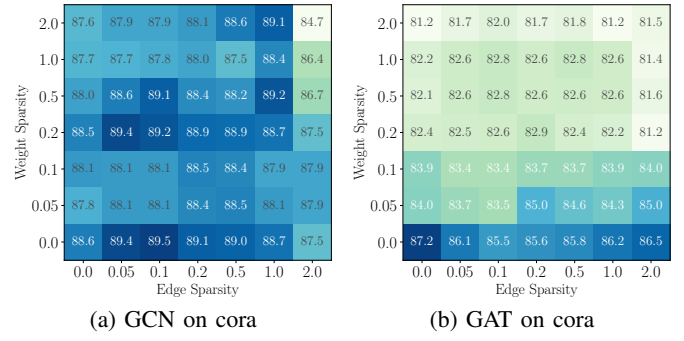 Weight Sparsity
2.0 87.6 87.9 87.9 88.1 88.6 89.1 84.7
1.0 87.7 87.7 87.8 88.0 87.5 88.4 86.4
0.5 88.0 88.6 89.1 88.4 88.2 89.2 86.7
0.2 88.5 89.4 89.2 88.9 88.9 88.7 87.5
0.1 88.1 88.1 88.1 88.5 88.4 87.9 87.9
0.05 87.8 88.1 88.1 88.4 88.5 88.1 87.9
0.0 88.6 89.4 89.5 89.1 89.0 88.7 87.5
0.0 0.05 0.1 0.2 0.5 1.0 2.0
Edge Sparsity
(a) GCN on cora
Weight Sparsity
2.0 81.2 81.7 82.0 81.7 81.8 81.2 81.5
1.0 82.2 82.6 82.8 82.6 82.8 82.6 81.4
0.5 82.1 82.6 82.8 82.6 82.6 82.6 81.6
0.2 82.4 82.5 82.6 82.9 82.4 82.2 81.2
0.1 83.9 83.4 83.4 83.7 83.7 83.9 84.0
0.05 84.0 83.7 83.5 85.0 84.6 84.3 85.0
0.0 87.2 86.1 85.5 85.6 85.8 86.2 86.5
0.0 0.05 0.1 0.2 0.5 1.0 2.0
Edge Sparsity
(b) GAT on cora